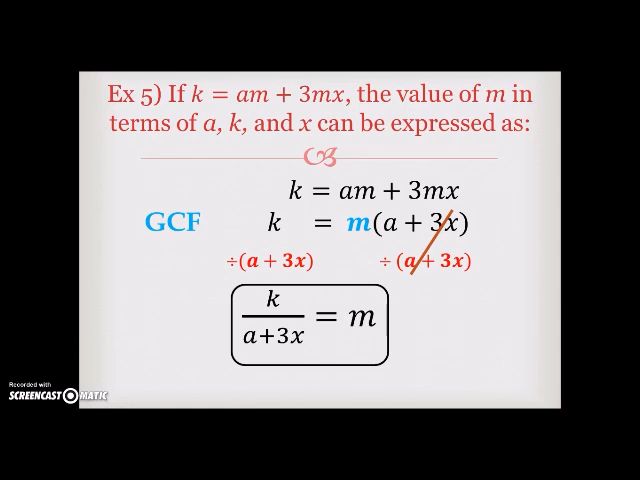 Ex 5) If k = am + 3mx, the value of m in
terms of a, k, and x can be expressed as:
k = am + 3mx
GCF k = m(a + 3x)
÷(a + 3x) ÷ (a + 3x)
k/a+3x = m
Recorded with
SCREENCAST MATIC